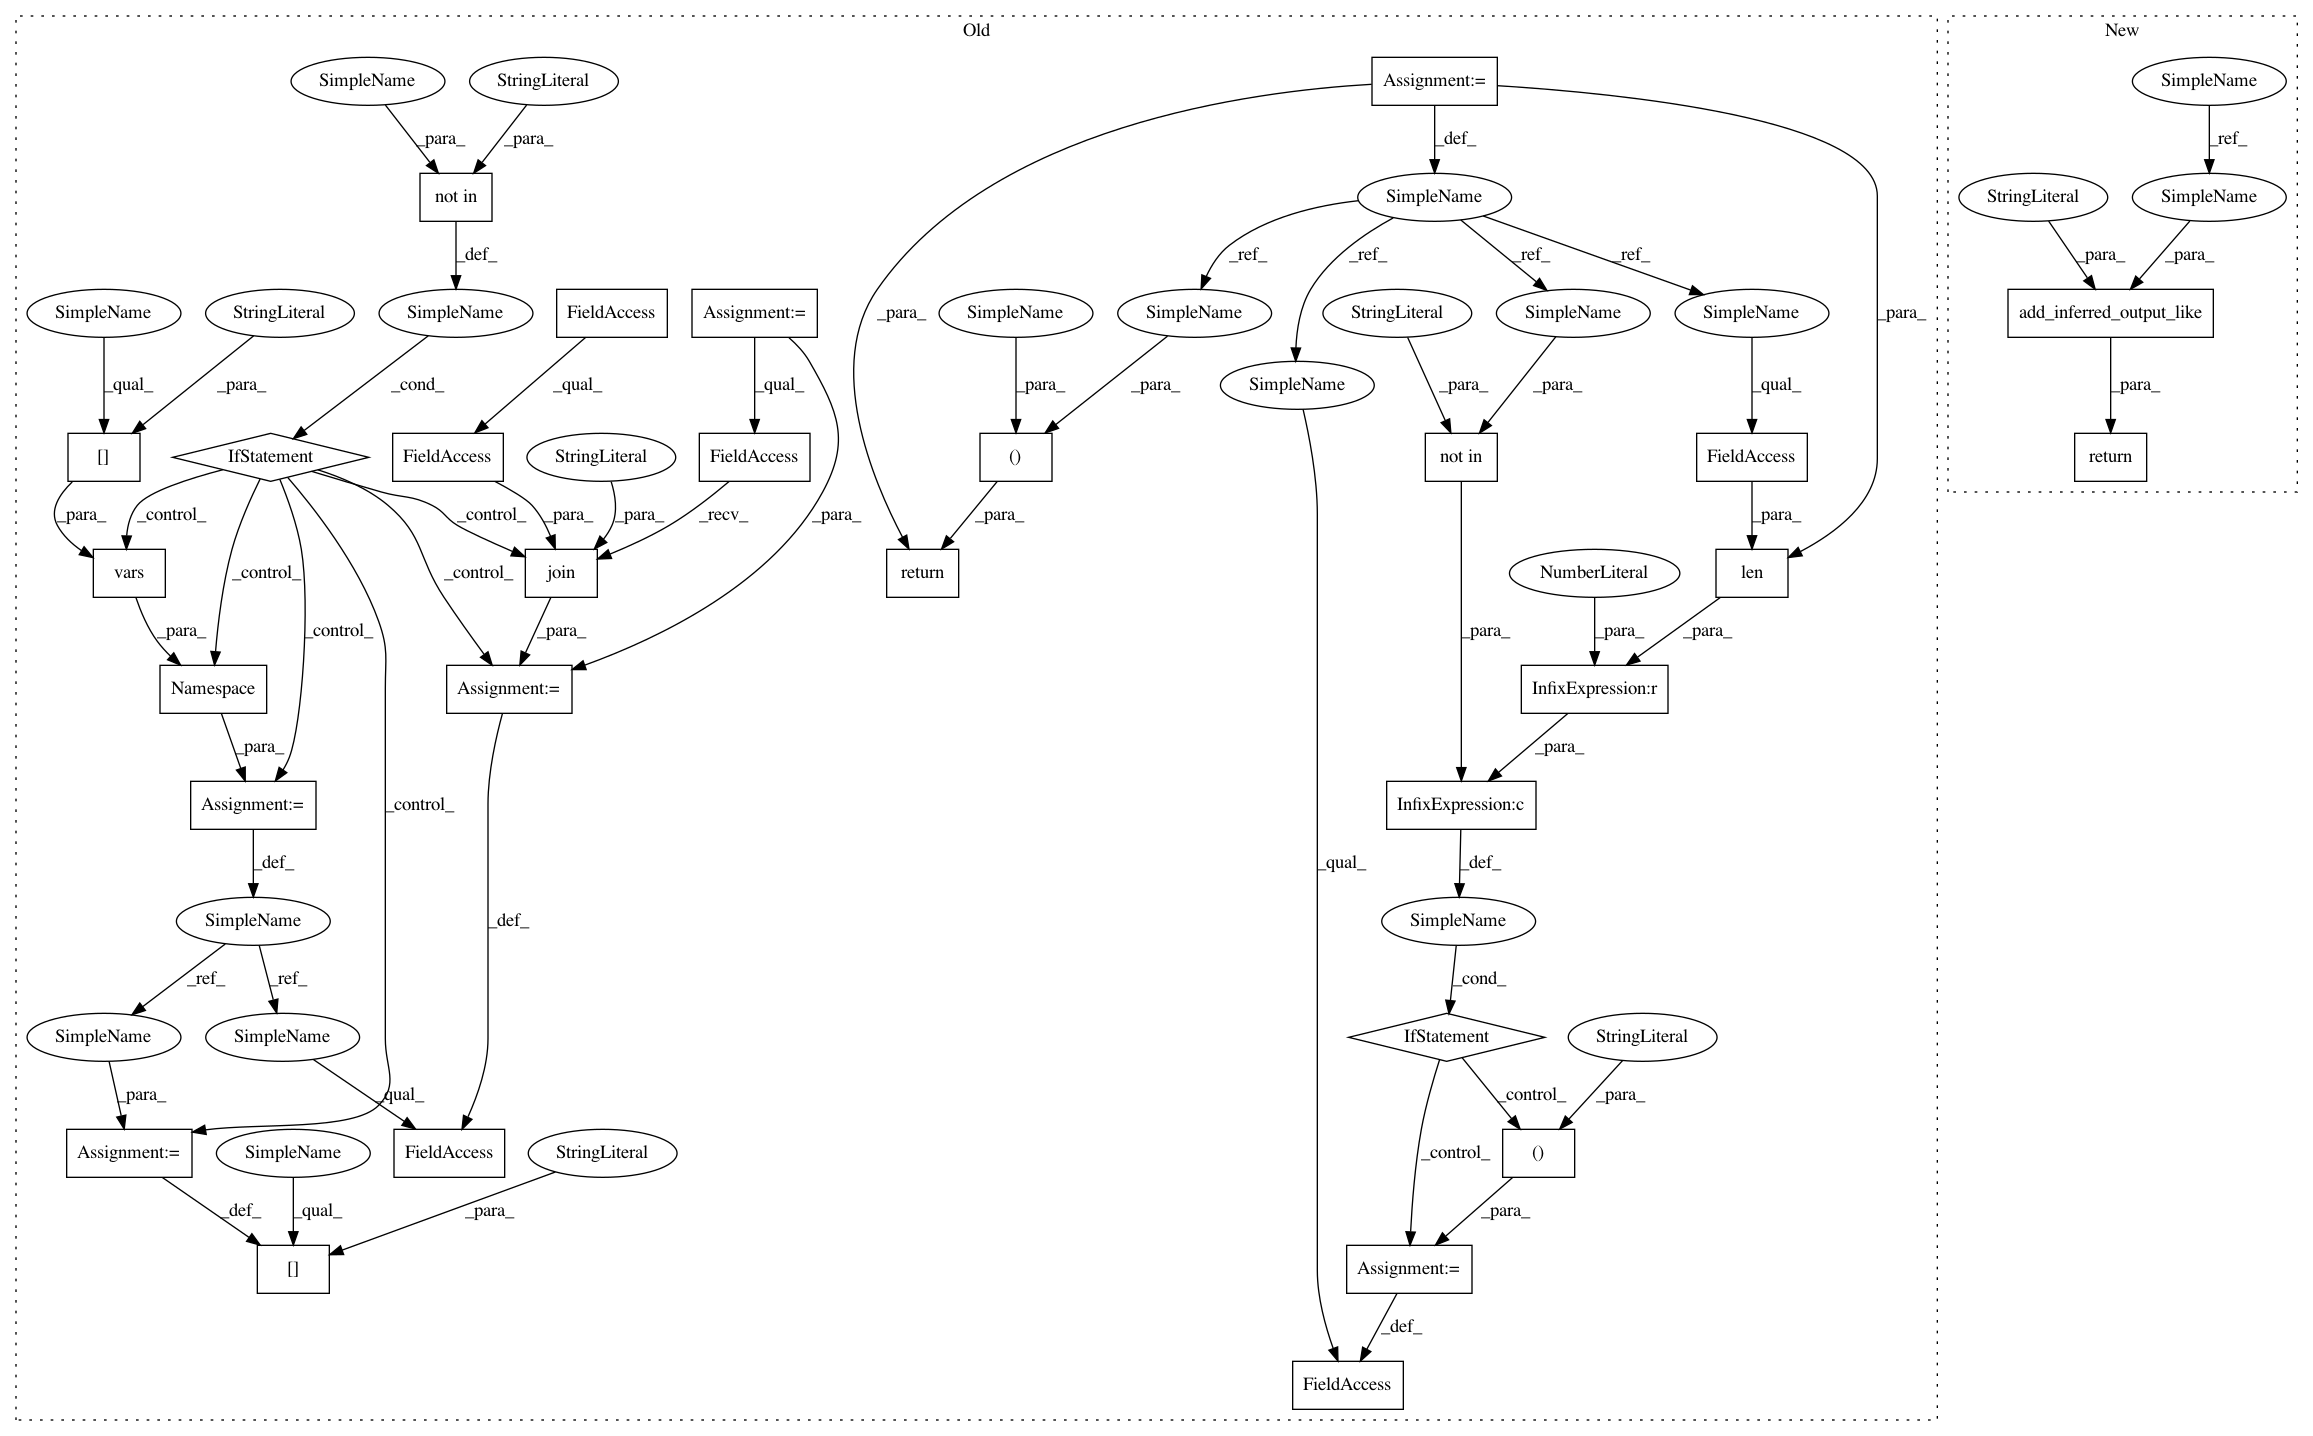 Old
New
SimpleName
StringLiteral
Assignment:=
SimpleName
_para_
_para_
_def_
_ref_
not in
SimpleName
StringLiteral
SimpleName
_def_
_ref_
_ref_
_ref_
_ref_
_para_
_para_
SimpleName
StringLiteral
SimpleName
FieldAccess
Assignment:=
_para_
SimpleName
SimpleName
StringLiteral
SimpleName
SimpleName
_para_
add_inferred_output_like
_qual_
_para_
_cond_
_qual_
_qual_
_para_
_para_
SimpleName
_para_
_para_
_qual_
_para_
[]
IfStatement
FieldAccess
StringLiteral
FieldAccess
()
not in
FieldAccess
return
_para_
_control_
_control_
_para_
_para_
_recv_
_para_
_para_
_para_
vars
_control_
_control_
join
return
NumberLiteral
len
_para_
_control_
_para_
_para_
_para_
_para_
Namespace
Assignment:=
InfixExpression:r
_para_
_para_
Assignment:=
_control_
InfixExpression:c
_def_
_def_
_qual_
_def_
SimpleName
SimpleName
_ref_
_ref_
_cond_
SimpleName
SimpleName
IfStatement
StringLiteral
_para_
_qual_
_control_
_para_
Assignment:=
SimpleName
FieldAccess
StringLiteral
_control_
()
_def_
_qual_
_para_
_para_
[]
Assignment:=
_def_
FieldAccess